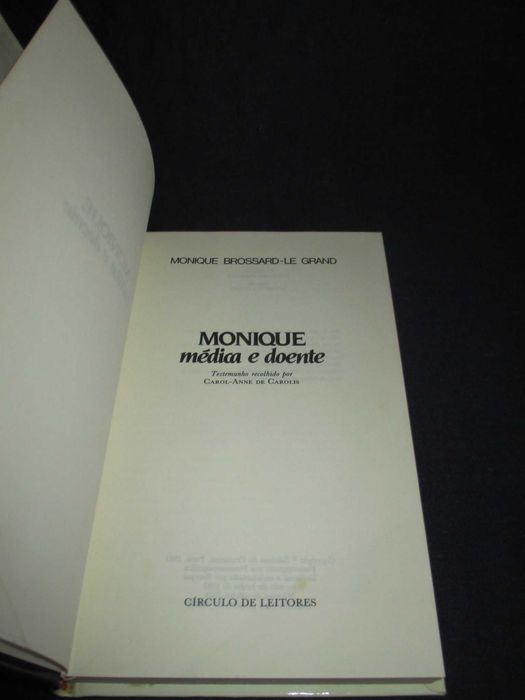 MONIQUE BROSSARD-LE GRAND
MONIQUE
médica e doente
Testemunho recolhido por
CAROL-ANNE DE CAROLIS
CÍRCULO DE LEITORES